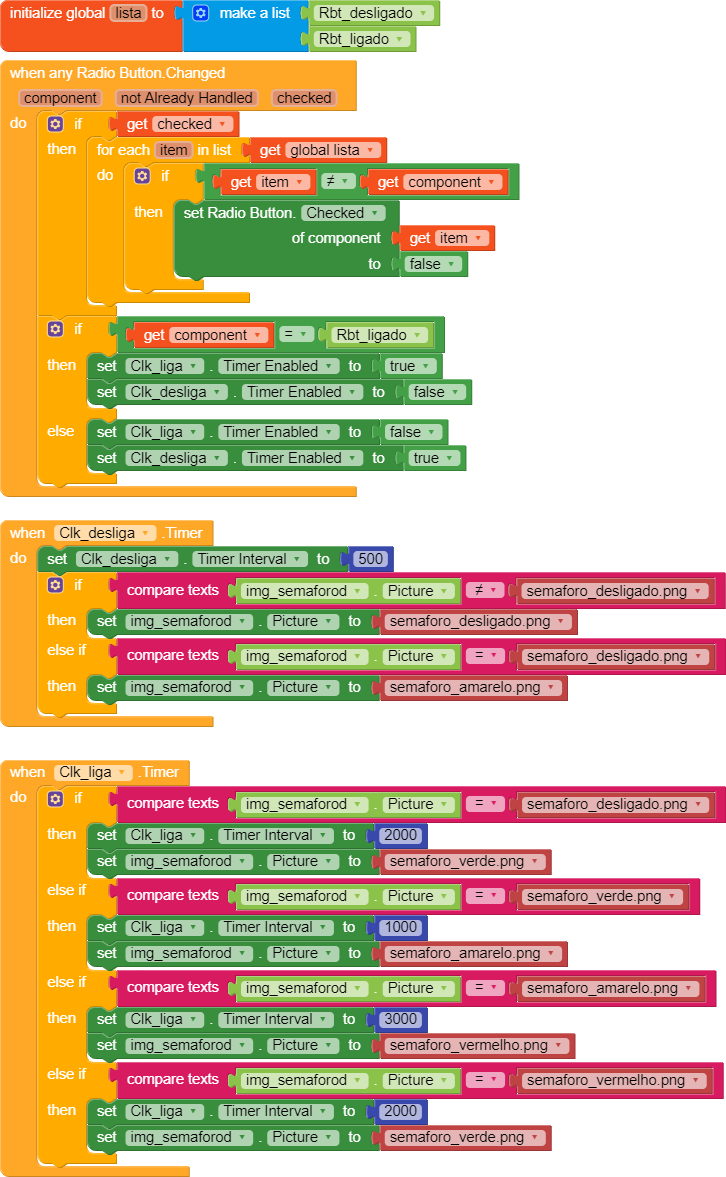 initialize global lista to make a list Rbt_desligado
Rbt_ligado
when any Radio Button.Changed
component not Already Handled checked
do if get checked
then for each item in list get global lista
do if get item ≠ get component
then set Radio Button. Checked
of component get item
to false
if get component = Rbt_ligado
then set Clk_liga . Timer Enabled to true
set Clk_desliga . Timer Enabled to false
else set Clk_liga . Timer Enabled to false
set Clk_desliga . Timer Enabled to true
when Clk_desliga .Timer
do set Clk_desliga . Timer Interval to 500
if compare texts img_semaforod . Picture ≠ semaforo_desligado.png
then set img_semaforod . Picture to semaforo_desligado.png
else if compare texts img_semaforod . Picture = semaforo_desligado.png
then set img_semaforod . Picture to semaforo_amarelo.png
when Clk_liga .Timer
do if compare texts img_semaforod . Picture = semaforo_desligado.png
then set Clk_liga . Timer Interval to 2000
set img_semaforod . Picture to semaforo_verde.png
else if compare texts img_semaforod . Picture = semaforo_verde.png
then set Clk_liga . Timer Interval to 1000
set img_semaforod . Picture to semaforo_amarelo.png
else if compare texts img_semaforod . Picture = semaforo_amarelo.png
then set Clk_liga . Timer Interval to 3000
set img_semaforod . Picture to semaforo_vermelho.png
else if compare texts img_semaforod . Picture = semaforo_vermelho.png
then set Clk_liga . Timer Interval to 2000
set img_semaforod . Picture to semaforo_verde.png